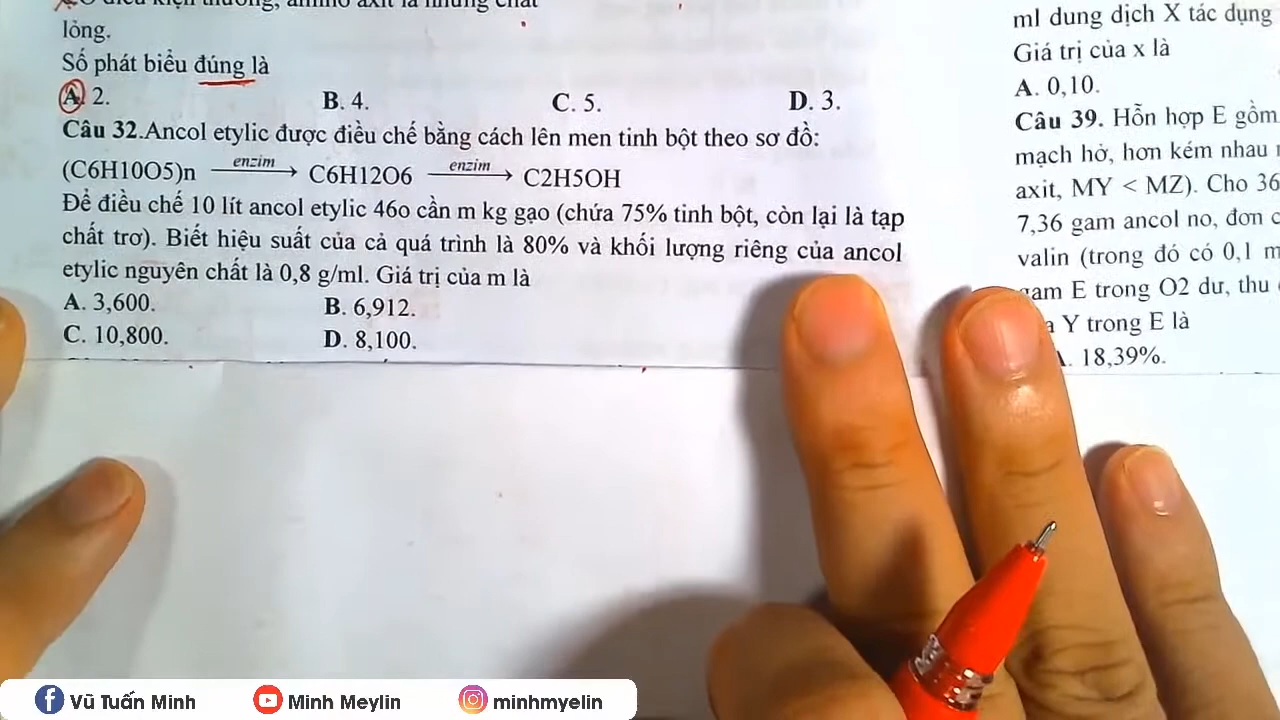 lỏng.
Số phát biểu đúng là
A. 2. B. 4. C. 5. D. 3.
Câu 32.Ancol etylic được điều chế bằng cách lên men tinh bột theo sơ đồ:
(C6H10O5)n enzim C6H12O6 enzim C2H5OH
Để điều chế 10 lít ancol etylic 46o cần m kg gạo (chứa 75% tinh bột, còn lại là tạp
chất trơ). Biết hiệu suất của cả quá trình là 80% và khối lượng riêng của ancol
etylic nguyên chất là 0,8 g/ml. Giá trị của m là
A. 3,600. B. 6,912.
C. 10,800. D. 8,100.
ml dung dịch X tác dụng
Giá trị của x là
A. 0,10.
Câu 39. Hỗn hợp E gồm
mạch hở, hơn kém nhau
axit, MY < MZ). Cho 36
7,36 gam ancol no, đơn
valin (trong đó có 0,1
gam E trong O2 dư, thu
Y trong E là
18,39%.
Vũ Tuấn Minh Minh Meylin minhmyelin